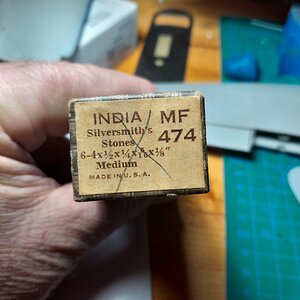 INDIA MF
Silversmith's
Stones 474
6-4x½x¼x⅛x⅛"
Medium
MADE IN U.S.A.